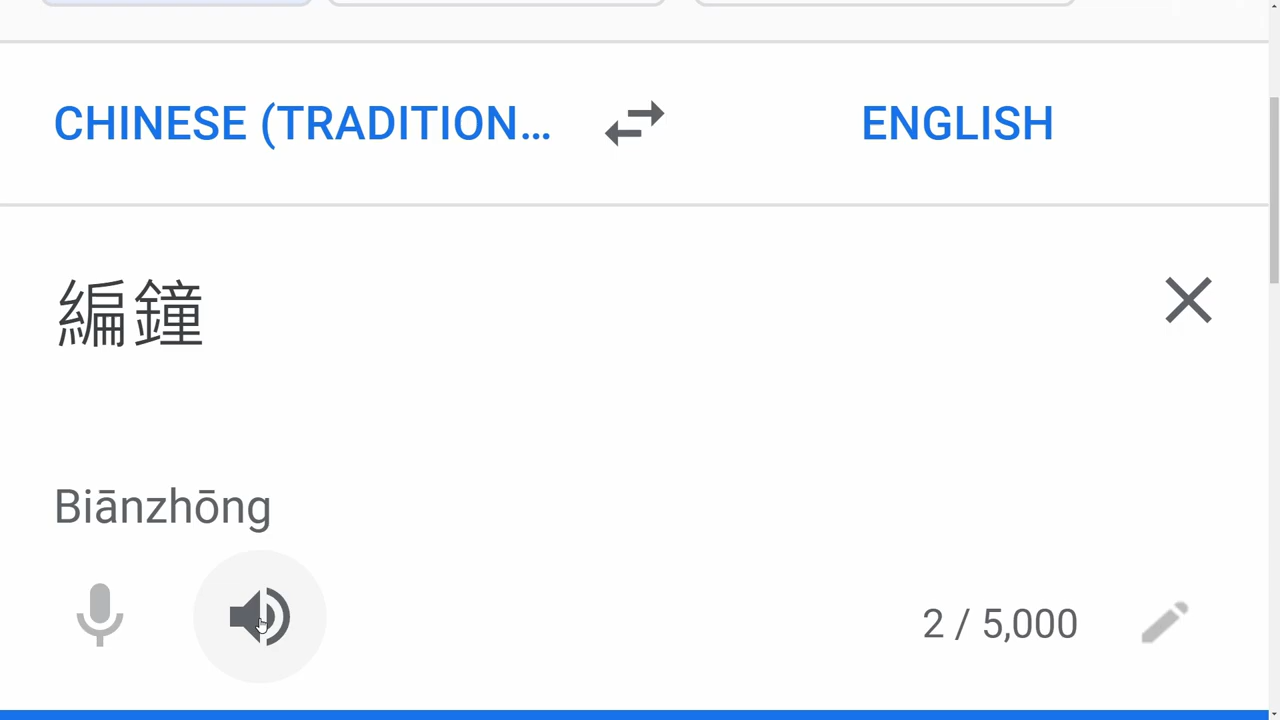 CHINESE (TRADITION... ENGLISH
編鐘
Biānzhōng
2 / 5,000